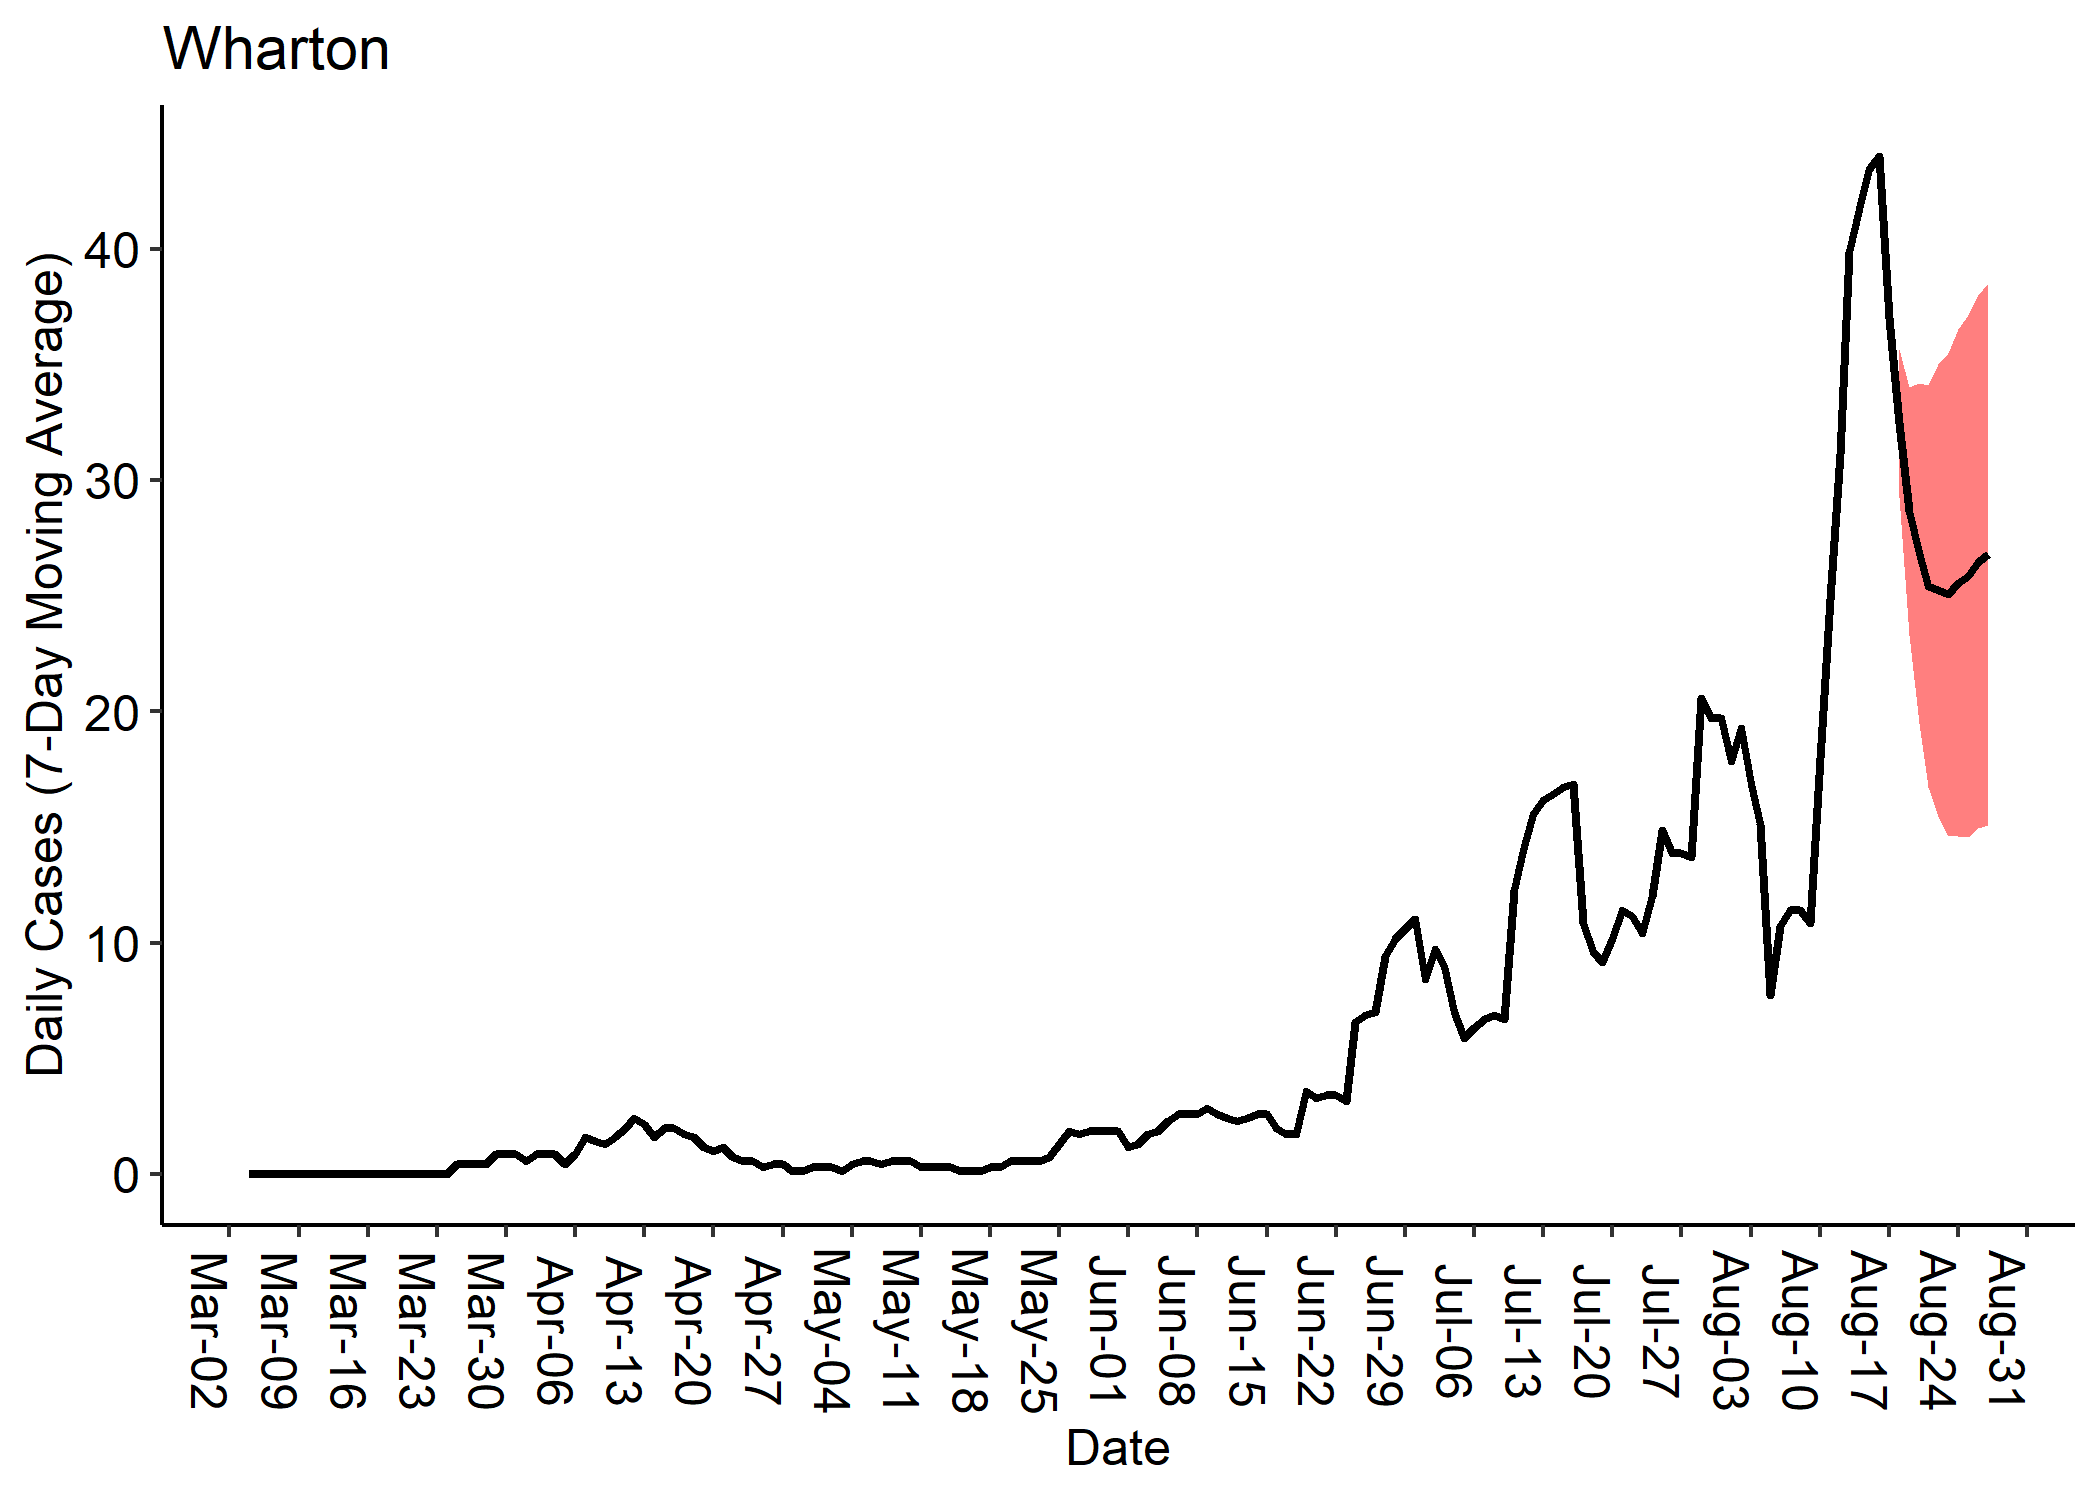 Wharton
Daily Cases (7-Day Moving Average)
40
30
20
10
0
Mar-02
Mar-09
Mar-16
Mar-23
Mar-30
Apr-06
Apr-13
Apr-20
Apr-27
May-04
May-11
May-18
May-25
Jun-01
Jun-08
Jun-15
Jun-22
Jun-29
Jul-06
Jul-13
Jul-20
Jul-27
Aug-03
Aug-10
Aug-17
Aug-24
Aug-31
Date